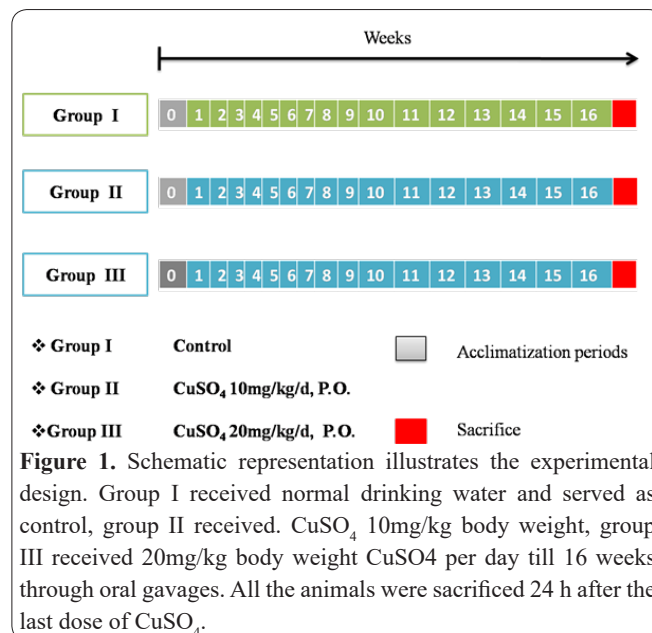 Weeks
Group I 0 1 2 3 4 5 6 7 8 9 10 11 12 13 14 15 16
Group II 0 1 2 3 4 5 6 7 8 9 10 11 12 13 14 15 16
Group III 0 1 2 3 4 5 6 7 8 9 10 11 12 13 14 15 16
❖ Group I Control Acclimatization periods
❖ Group II CuSO₄ 10mg/kg/d, P.O.
❖Group III CuSO₄ 20mg/kg/d, P.O. Sacrifice
Figure 1. Schematic representation illustrates the experimental
design. Group I received normal drinking water and served as
control, group II received. CuSO₄ 10mg/kg body weight, group
III received 20mg/kg body weight CuSO4 per day till 16 weeks
through oral gavages. All the animals were sacrificed 24 h after the
last dose of CuSO₄.